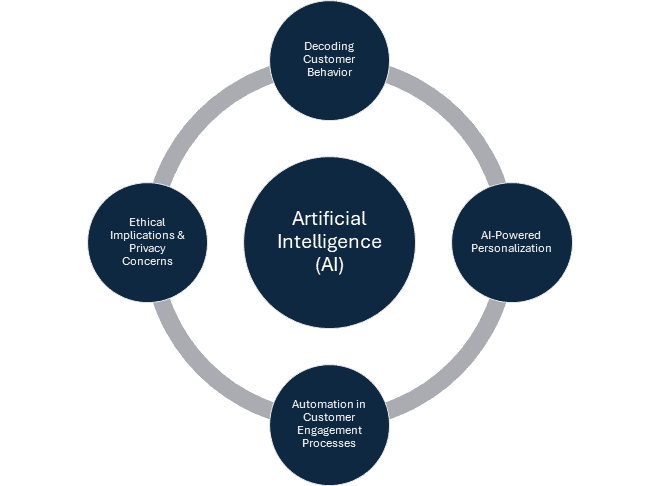 Decoding
Customer
Behavior
Artificial
Intelligence
(AI)
Ethical
Implications &
Privacy
Concerns
AI-Powered
Personalization
Automation in
Customer
Engagement
Processes